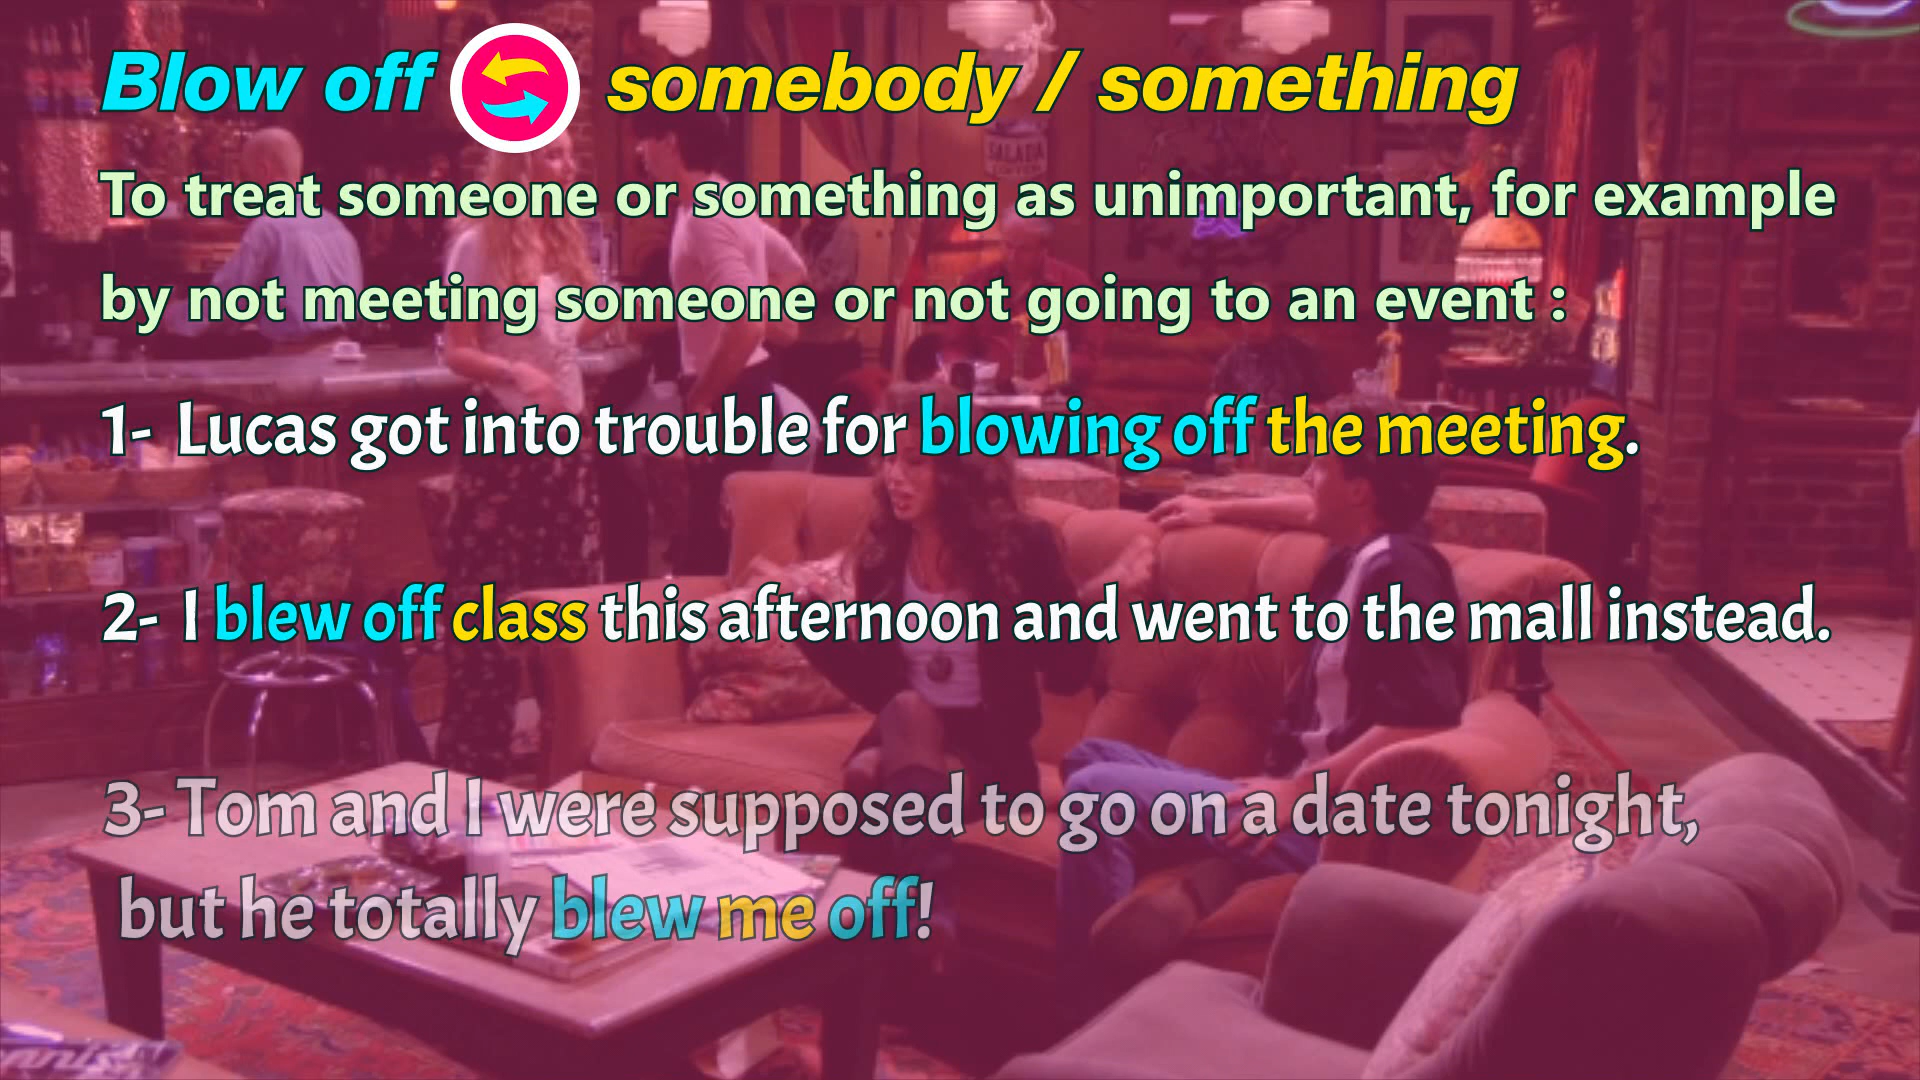 Blow off somebody / something
To treat someone or something as unimportant, for example
by not meeting someone or not going to an event :
1- Lucas got into trouble for blowing off the meeting.
2- I blew off class this afternoon and went to the mall instead.
3- Tom and I were supposed to go on a date tonight,
but he totally blew me off!
SALADA